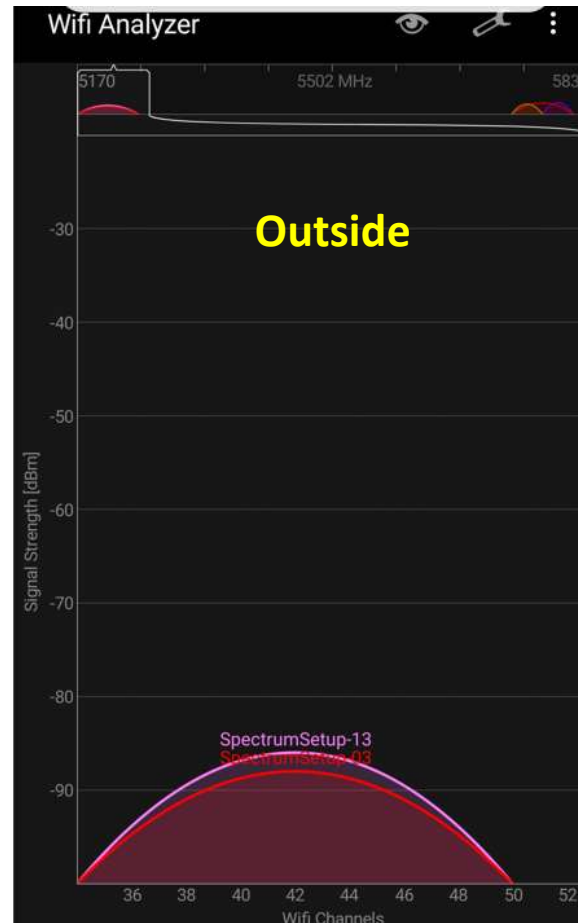 Wifi Analyzer
5170 5502 MHz 583
Outside
-30
-40
-50
-60
-70
-80
-90
Signal Strength [dBm]
SpectrumSetup-13
SpectrumSetup-03
36 38 40 42 44 46 48 50 52
Wifi Channels